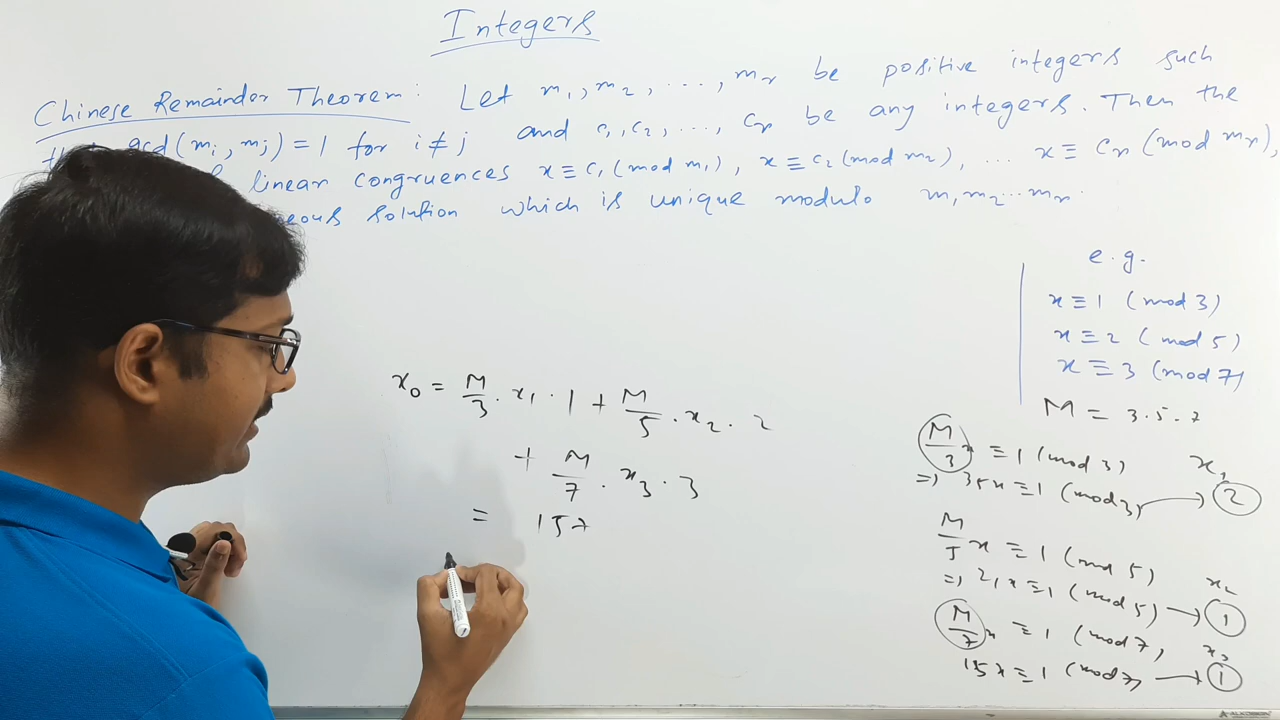 Integers
Chinese Remainder Theorem: Let m₁, m₂, ..., mᵣ be positive integers such
gcd(mᵢ, mⱼ) = 1 for i ≠ j and c₁, c₂, ..., cᵣ be any integers. Then the
linear congruences x ≡ c₁ (mod m₁), x ≡ c₂ (mod m₂), ... x ≡ cᵣ (mod mᵣ),
solution which is unique modulo m₁m₂...mᵣ.
e.g.
x ≡ 1 (mod 3)
x ≡ 2 (mod 5)
x ≡ 3 (mod 7)
M = 3.5.7
M/3 x ≡ 1 (mod 3) x₁
=> 35x ≡ 1 (mod 3) → 2
M/5 x ≡ 1 (mod 5)
=> 21x ≡ 1 (mod 5) → 1 x₂
M/7 x ≡ 1 (mod 7) x₃
15x ≡ 1 (mod 7) → 1
x₀ = M/3 . x₁ . 1 + M/5 . x₂ . 2
+ M/7 . x₃ . 3
= 157